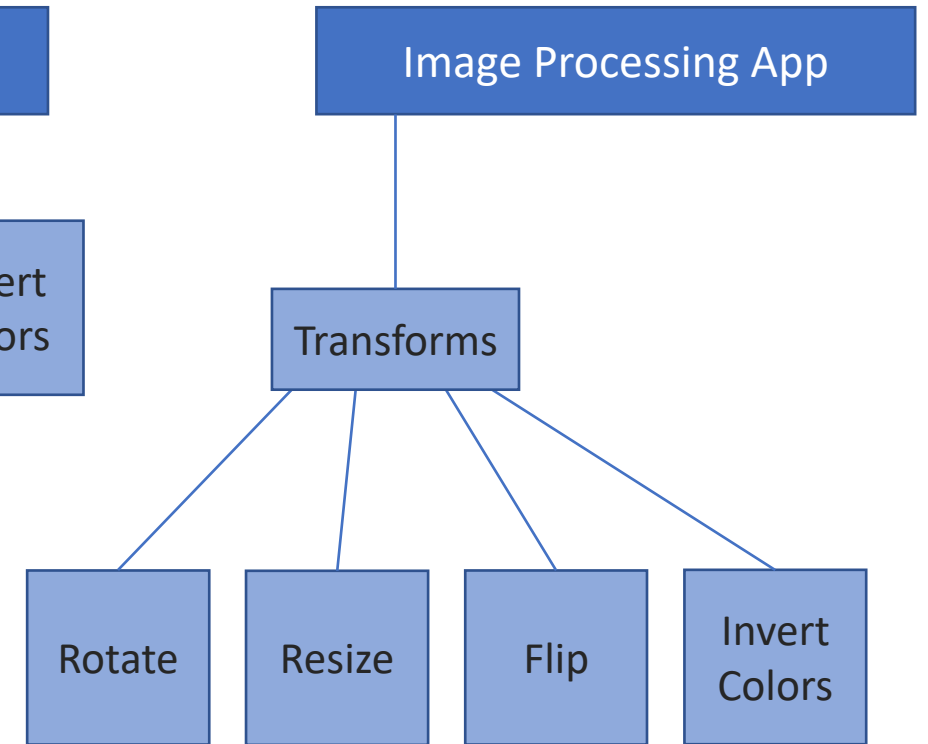 Image Processing App
Transforms
Rotate
Resize
Flip
Invert
Colors